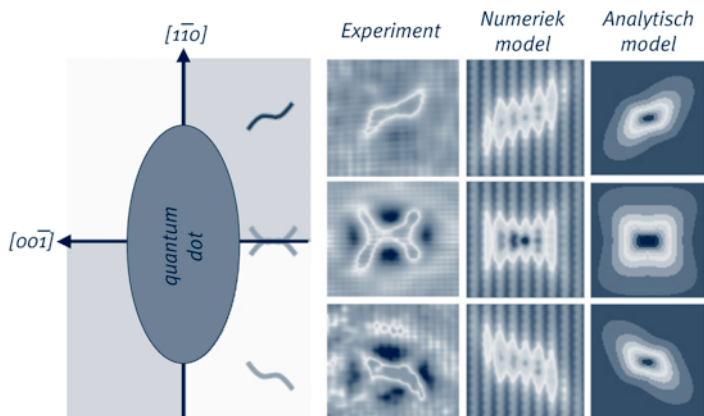 [11̅0]
Experiment
Numeriek
model
Analytisch
model
[001̅]
quantum
dot